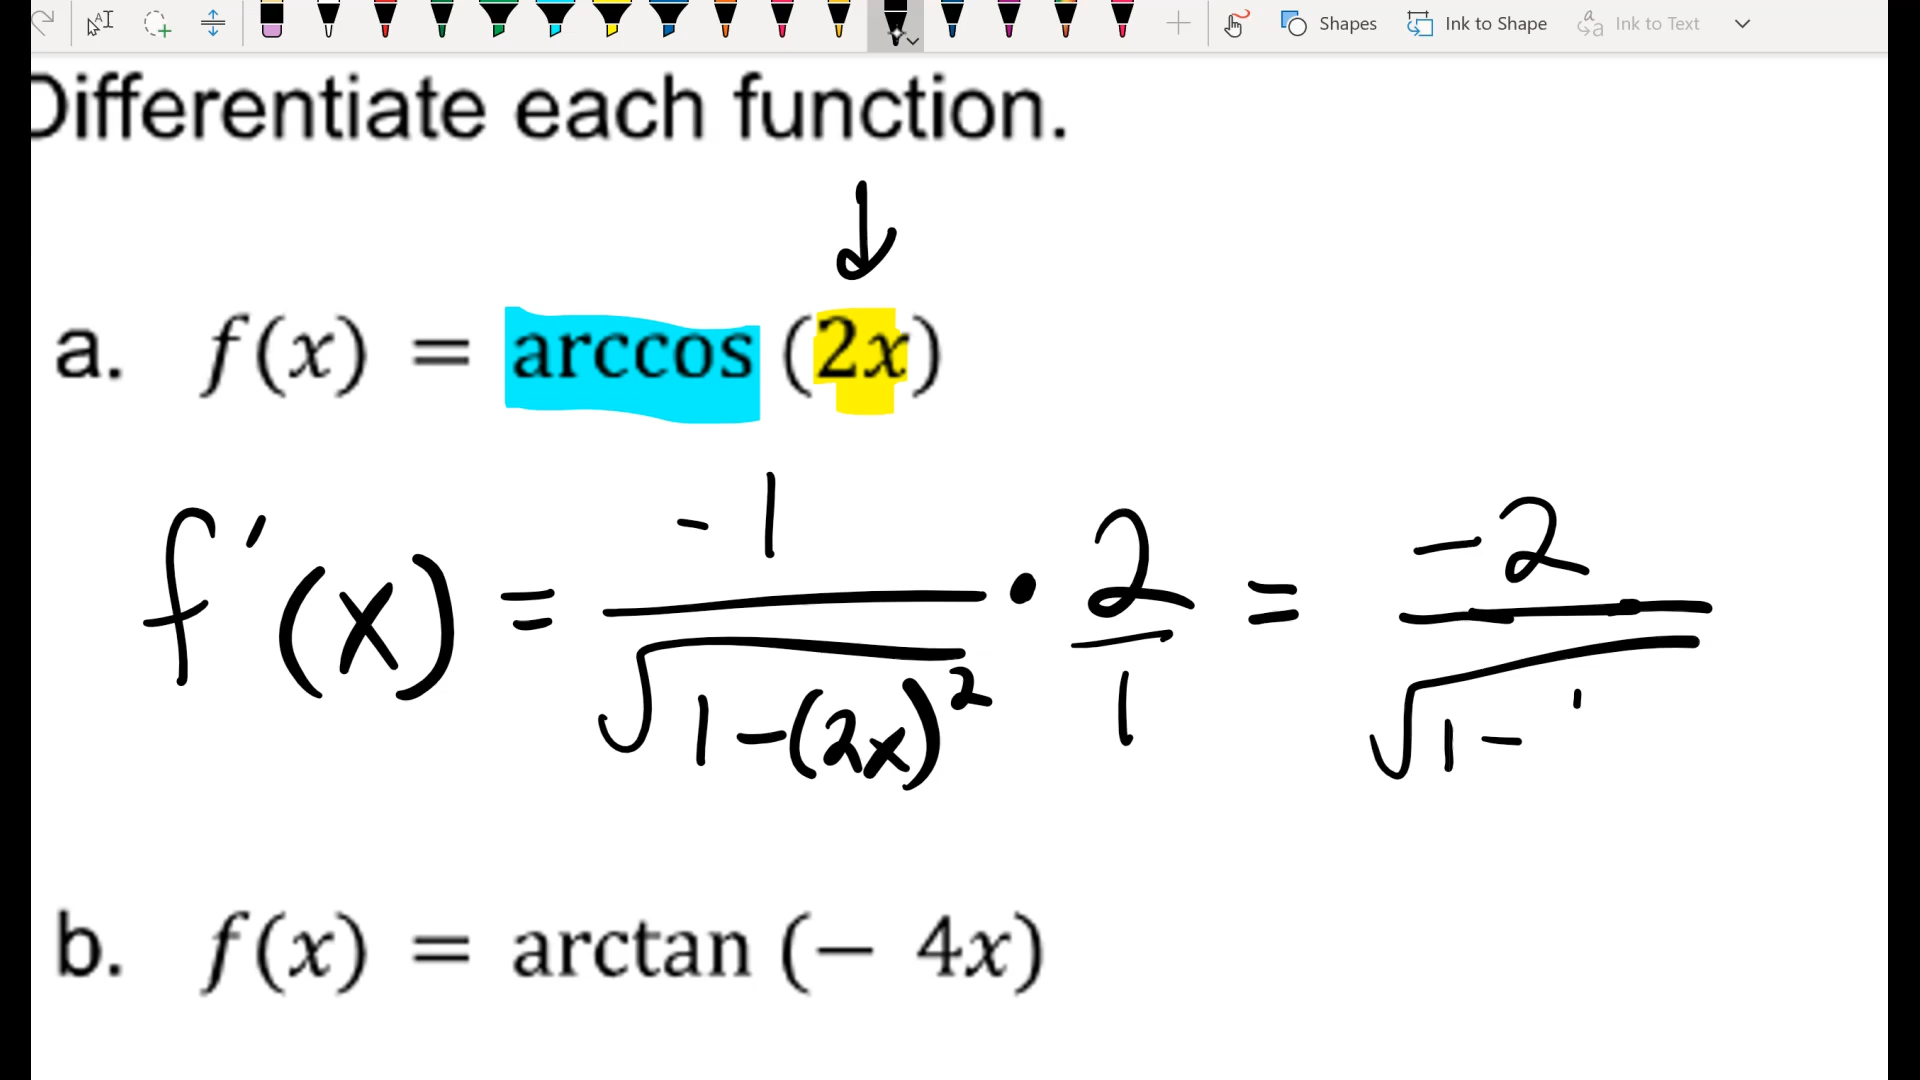 Shapes Ink to Shape Ink to Text
Differentiate each function.
a. f(x) = arccos (2x)
f'(x) = -1/√(1-(2x)²) • 2/1 = -2/√(1-
b. f(x) = arctan (− 4x)